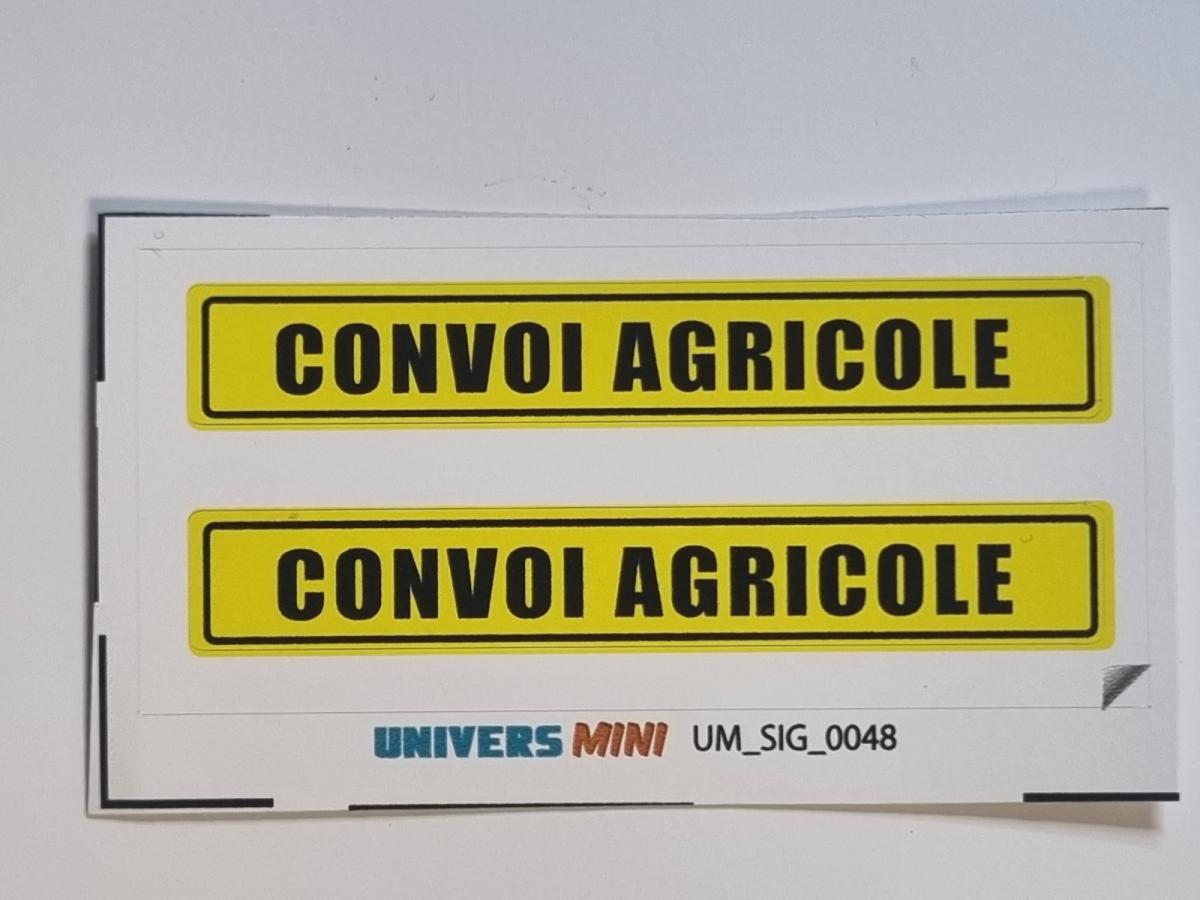 CONVOI AGRICOLE
CONVOI AGRICOLE
UNIVERS MINI UM_SIG_0048